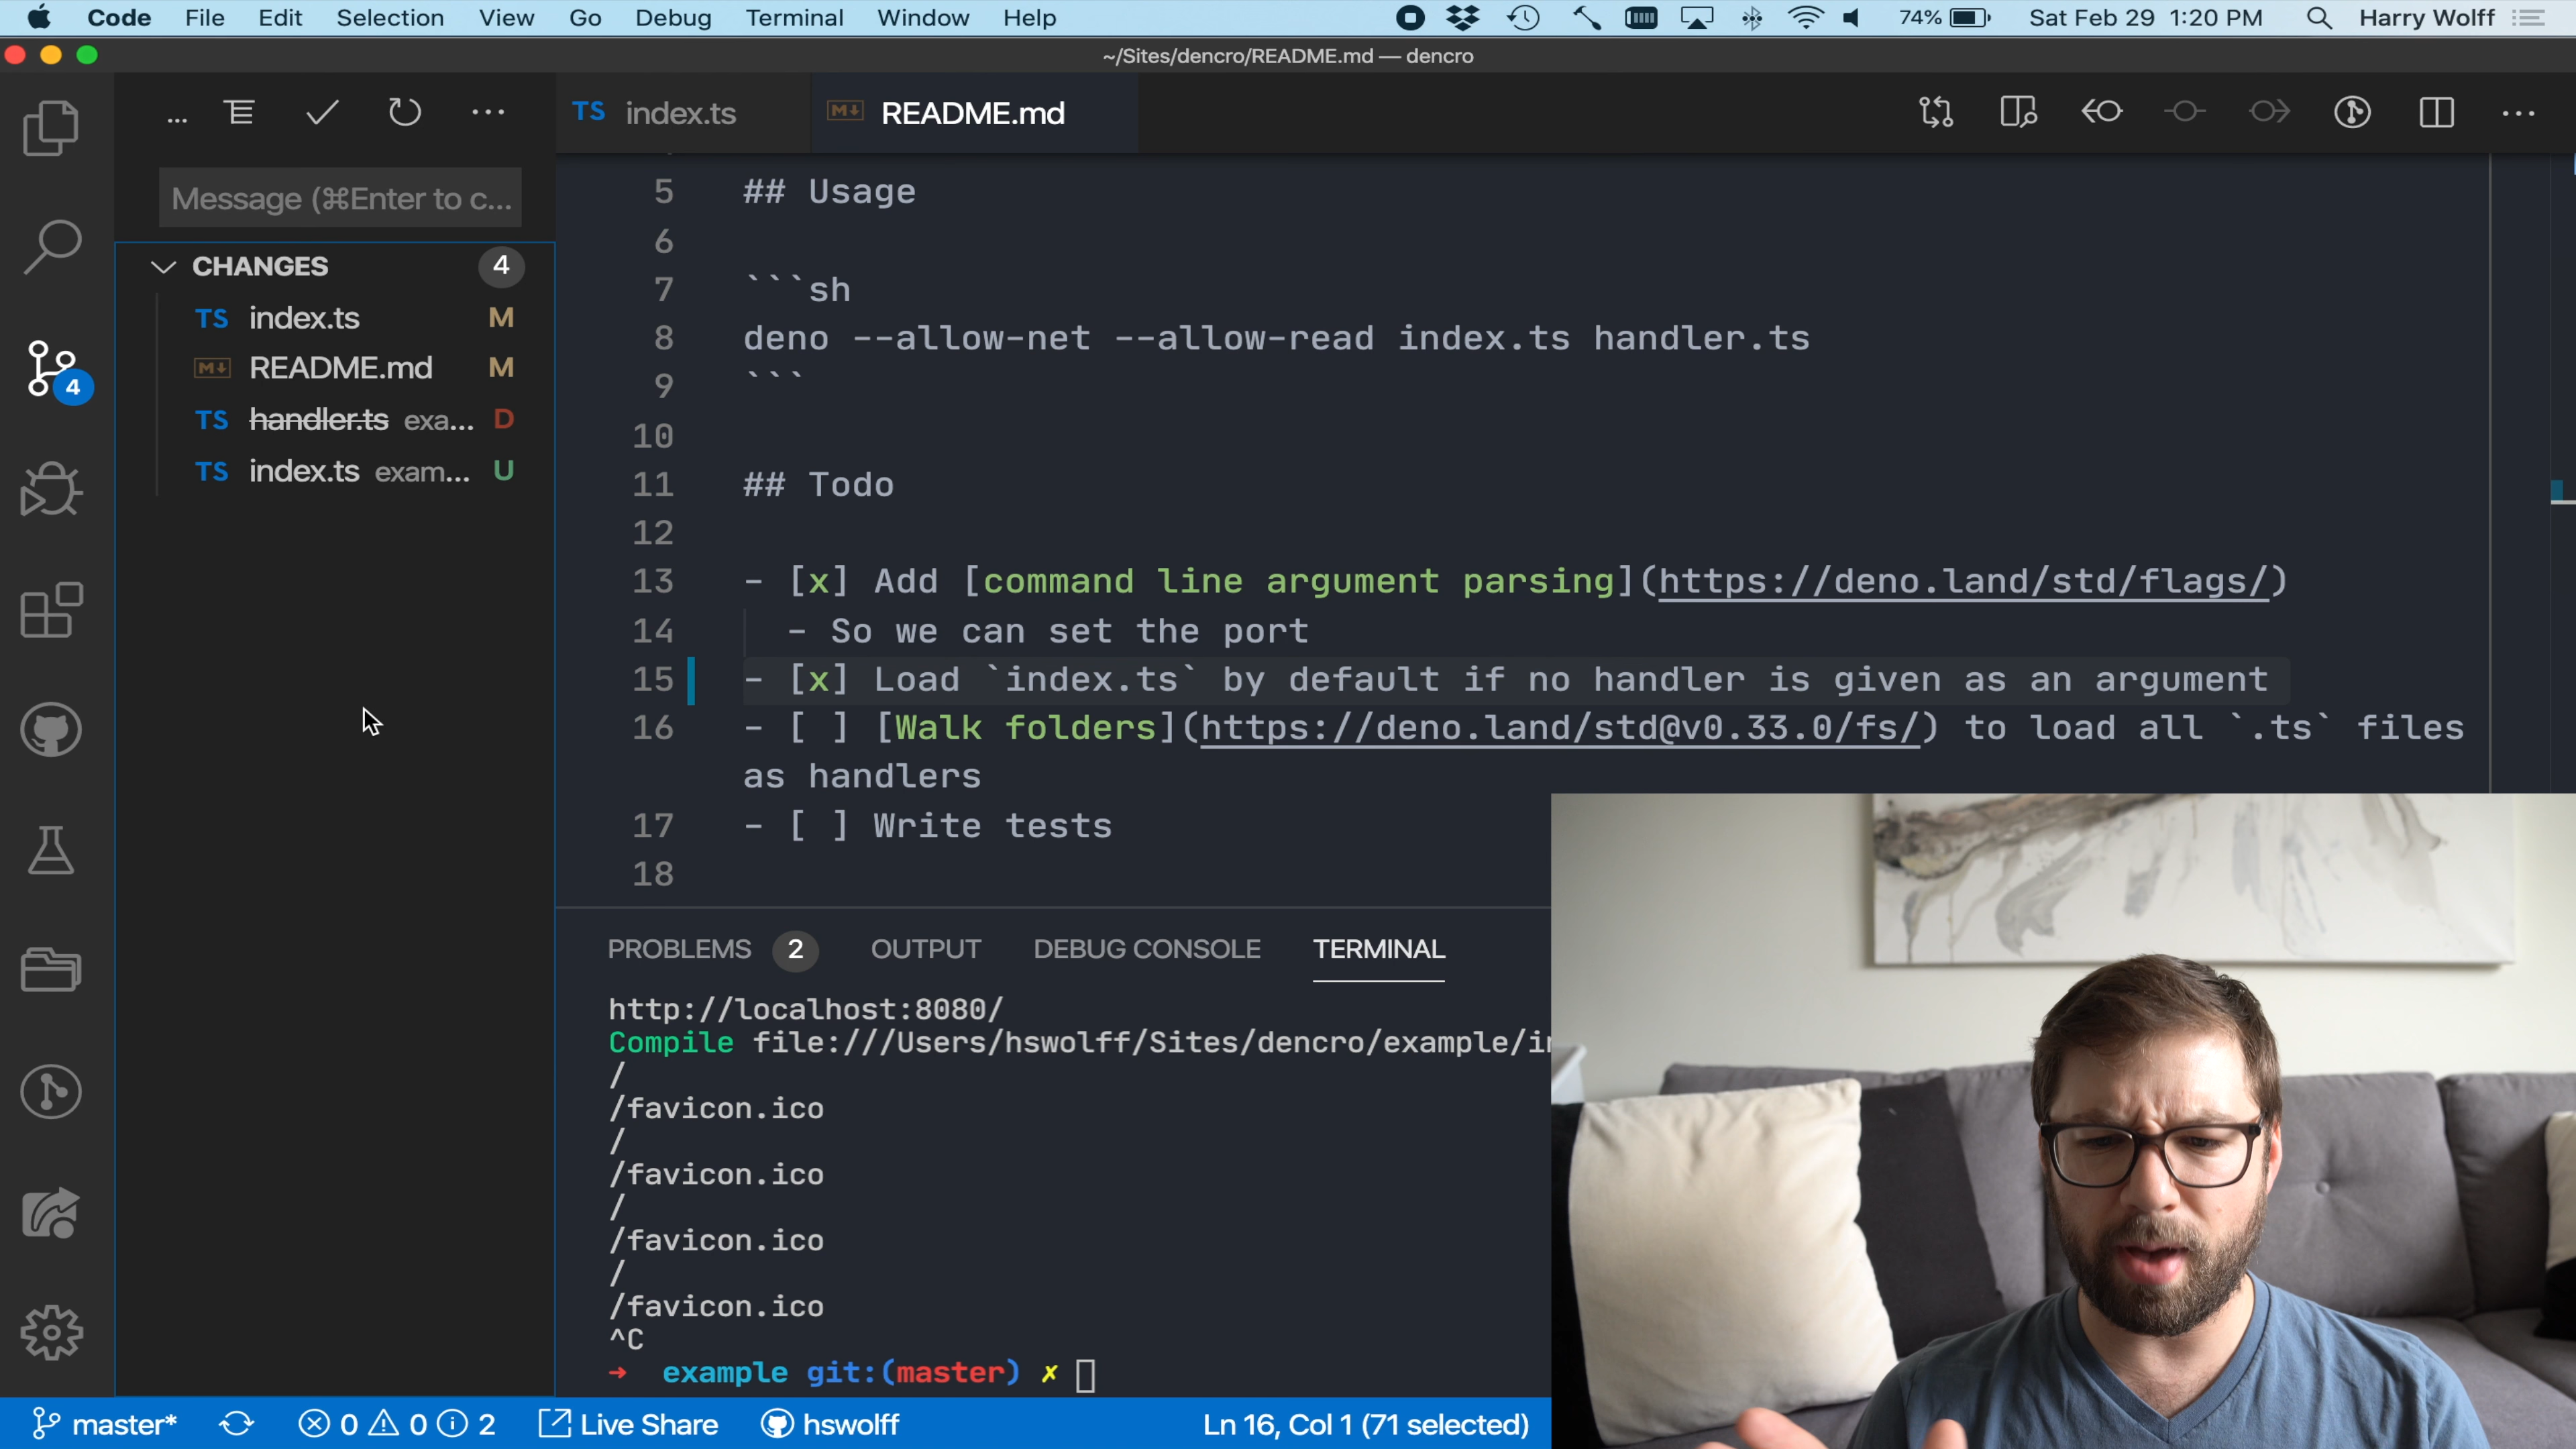 Code File Edit Selection View Go Debug Terminal Window Help 74% Sat Feb 29 1:20 PM Harry Wolff
~/Sites/dencro/README.md — dencro
... ...
TS index.ts M↓ README.md ...
Message (⌘Enter to c...
CHANGES 4
TS index.ts M
M↓ README.md M
TS handler.ts exa... D
TS index.ts exam... U
4
5 ## Usage
6
7 ```sh
8 deno --allow-net --allow-read index.ts handler.ts
9 ```
10
11 ## Todo
12
13 - [x] Add [command line argument parsing](https://deno.land/std/flags/)
14 - So we can set the port
15 - [x] Load `index.ts` by default if no handler is given as an argument
16 - [ ] [Walk folders](https://deno.land/std@v0.33.0/fs/) to load all `.ts` files
as handlers
17 - [ ] Write tests
18
PROBLEMS 2 OUTPUT DEBUG CONSOLE TERMINAL
http://localhost:8080/
Compile file:///Users/hswolff/Sites/dencro/example/i
/
/favicon.ico
/
/favicon.ico
/
/favicon.ico
/
/favicon.ico
^C
➜ example git:(master) ✗
master* 0 0 2 Live Share hswolff Ln 16, Col 1 (71 selected)